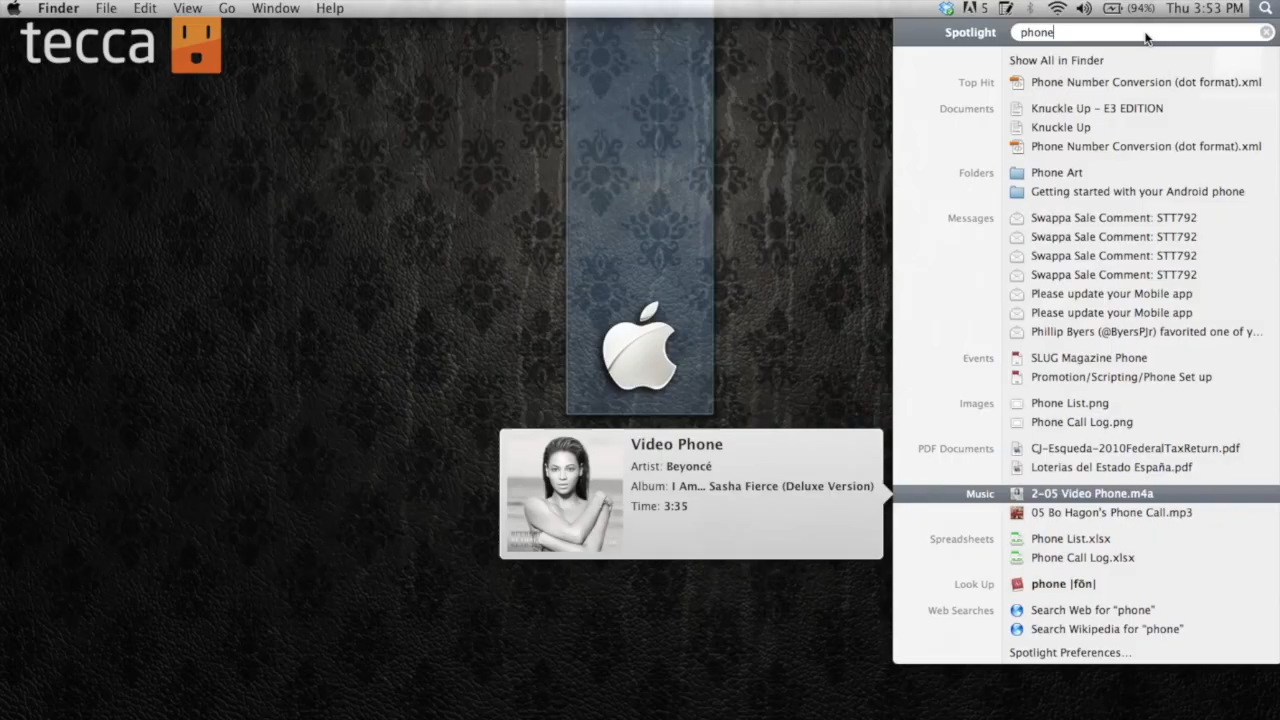 Finder File Edit View Go Window Help
5 (94%) Thu 3:53 PM
tecca
Spotlight phone
Show All in Finder
Top Hit Phone Number Conversion (dot format).xml
Documents Knuckle Up – E3 EDITION
Knuckle Up
Phone Number Conversion (dot format).xml
Folders Phone Art
Getting started with your Android phone
Messages Swappa Sale Comment: STT792
Swappa Sale Comment: STT792
Swappa Sale Comment: STT792
Swappa Sale Comment: STT792
Please update your Mobile app
Please update your Mobile app
Phillip Byers (@ByersPJr) favorited one of y...
Events SLUG Magazine Phone
Promotion/Scripting/Phone Set up
Images Phone List.png
Phone Call Log.png
PDF Documents CJ-Esqueda-2010FederalTaxReturn.pdf
Loterias del Estado España.pdf
Music 2-05 Video Phone.m4a
05 Bo Hagon's Phone Call.mp3
Spreadsheets Phone List.xlsx
Phone Call Log.xlsx
Look Up phone |fōn|
Web Searches Search Web for “phone”
Search Wikipedia for “phone”
Spotlight Preferences...
Video Phone
Artist: Beyoncé
Album: I Am... Sasha Fierce (Deluxe Version)
Time: 3:35